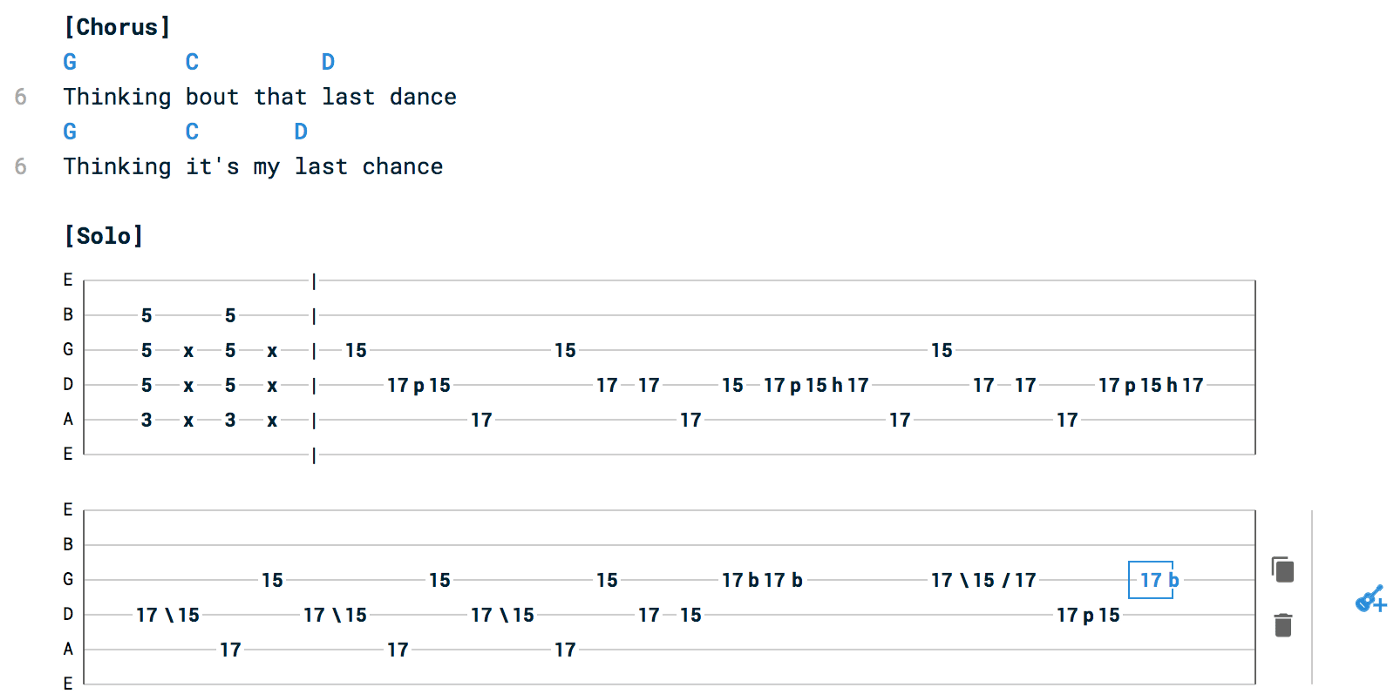 [Chorus]
G C D
6 Thinking bout that last dance
G C D
6 Thinking it's my last chance
[Solo]
E |
B 5 5 |
G 5 x 5 x | 15 15 15
D 5 x 5 x | 17 p 15 17 17 15 17 p 15 h 17 17 17 17 p 15 h 17
A 3 x 3 x | 17 17 17 17
E |
E
B
G 15 15 15 17 b 17 b 17 \ 15 / 17 17 b
D 17 \ 15 17 \ 15 17 \ 15 17 15 17 p 15
A 17 17 17
E